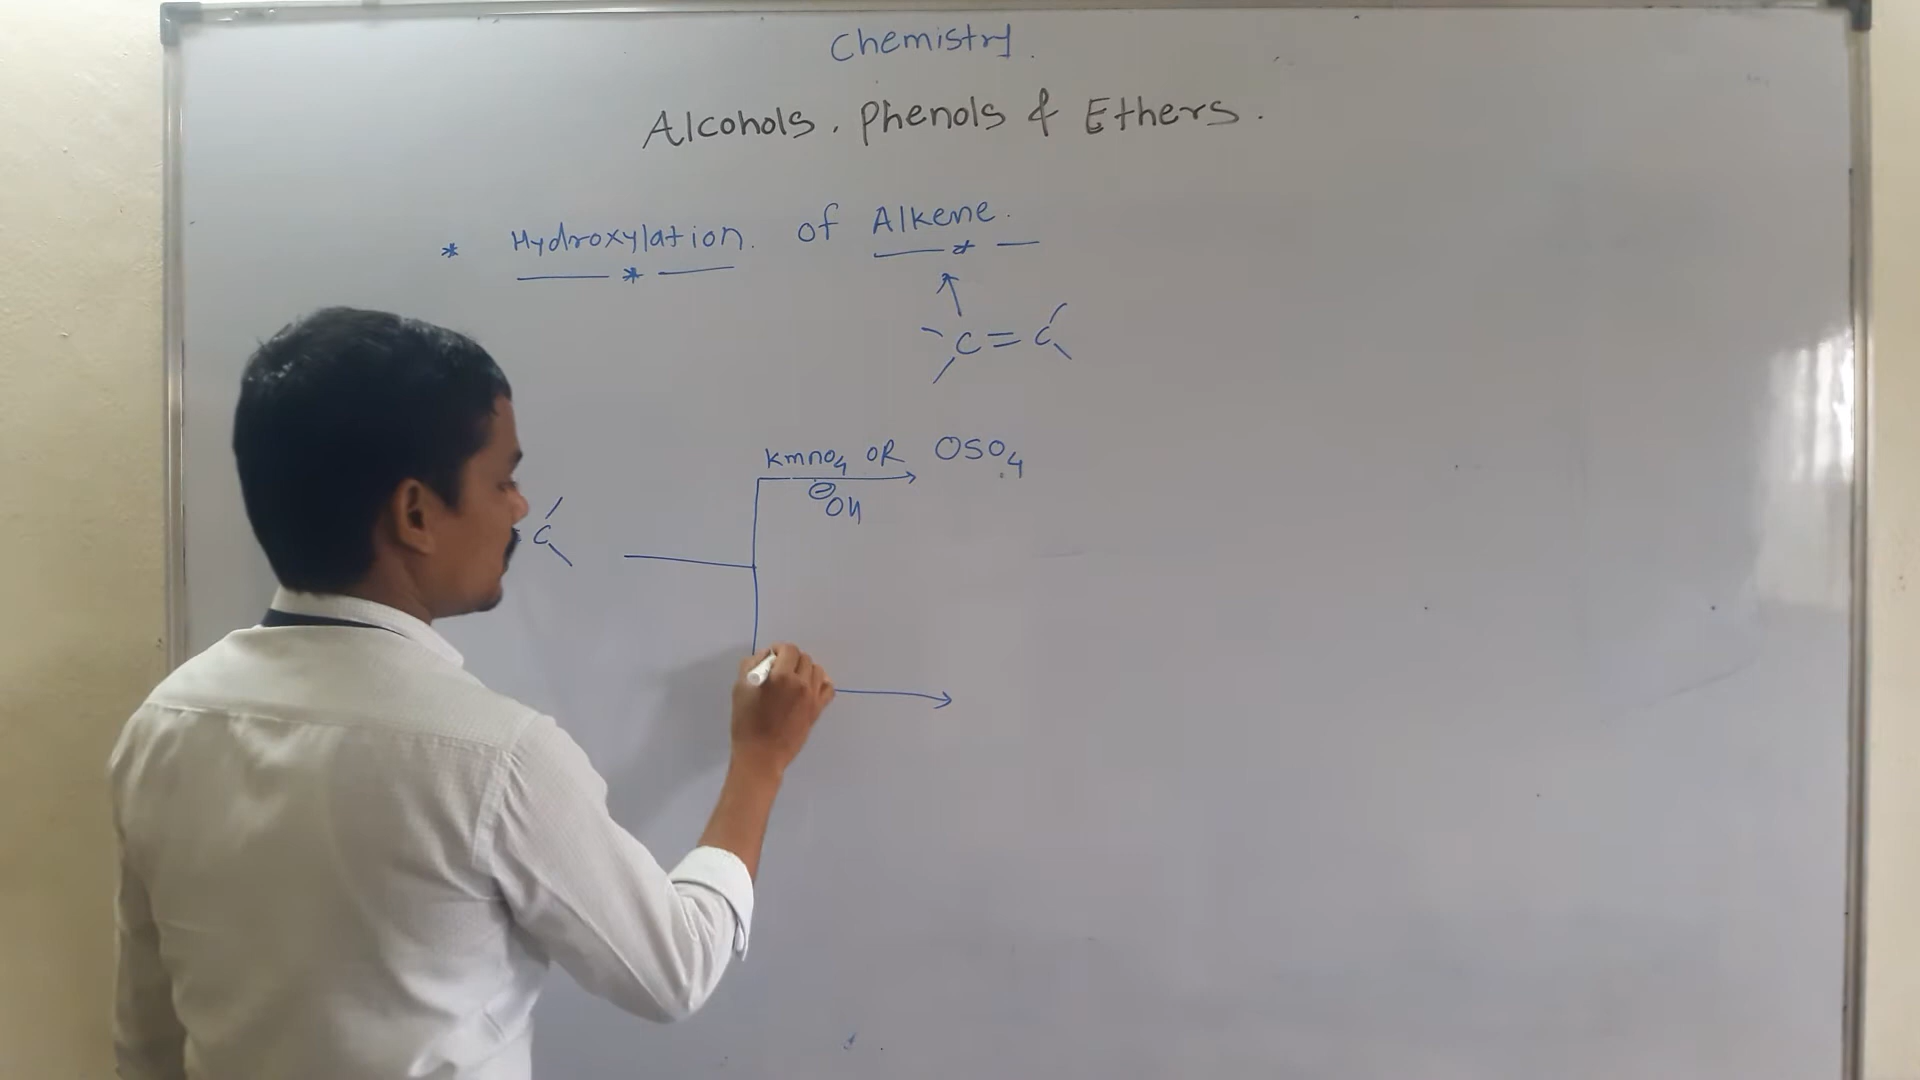 Chemistry.
Alcohols, Phenols & Ethers.
* Hydroxylation. of Alkene.
C = C
KMnO4 OR OSO4
⊖OH
C